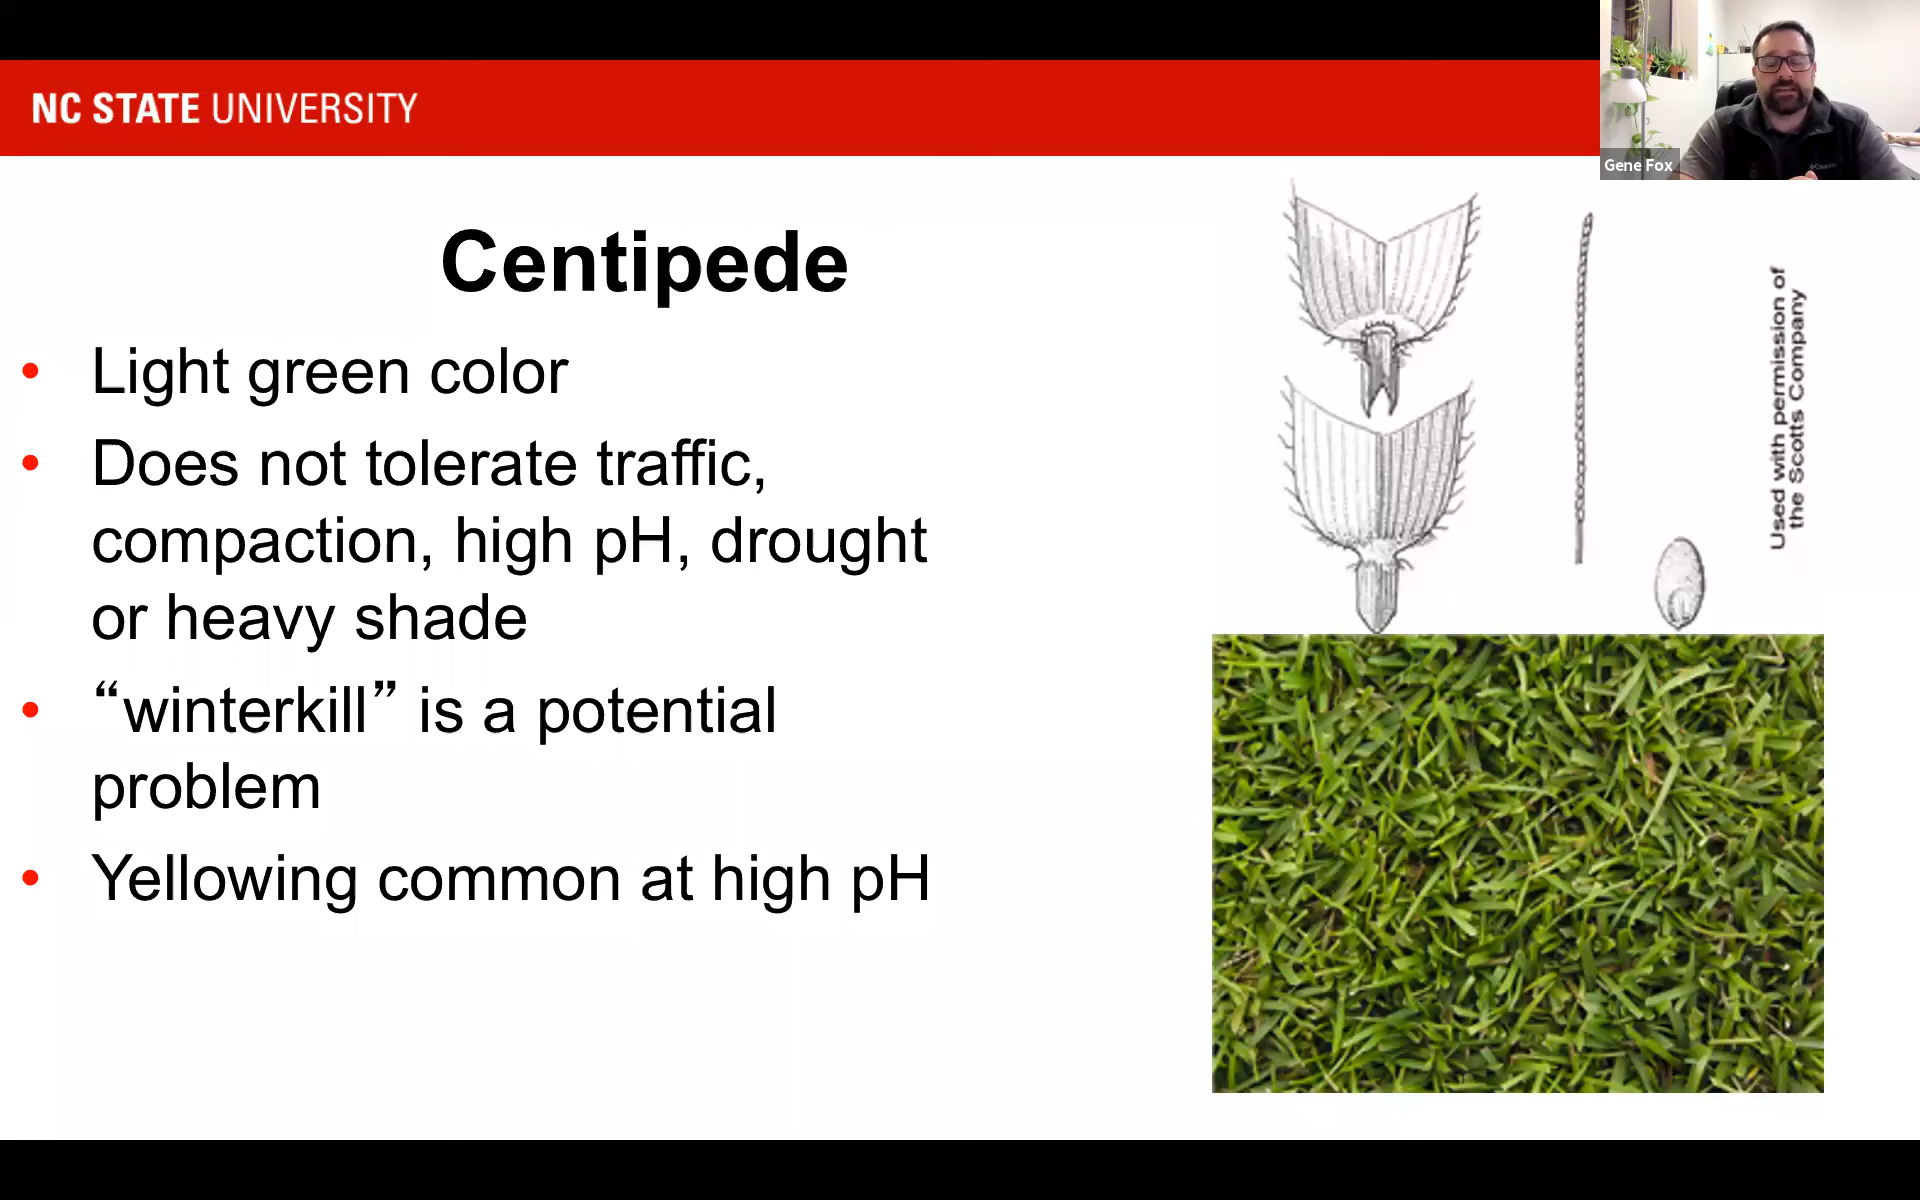 NC STATE UNIVERSITY
Gene Fox
Centipede
• Light green color
• Does not tolerate traffic,
compaction, high pH, drought
or heavy shade
• “winterkill” is a potential
problem
• Yellowing common at high pH
Used with permission of
the Scotts Company